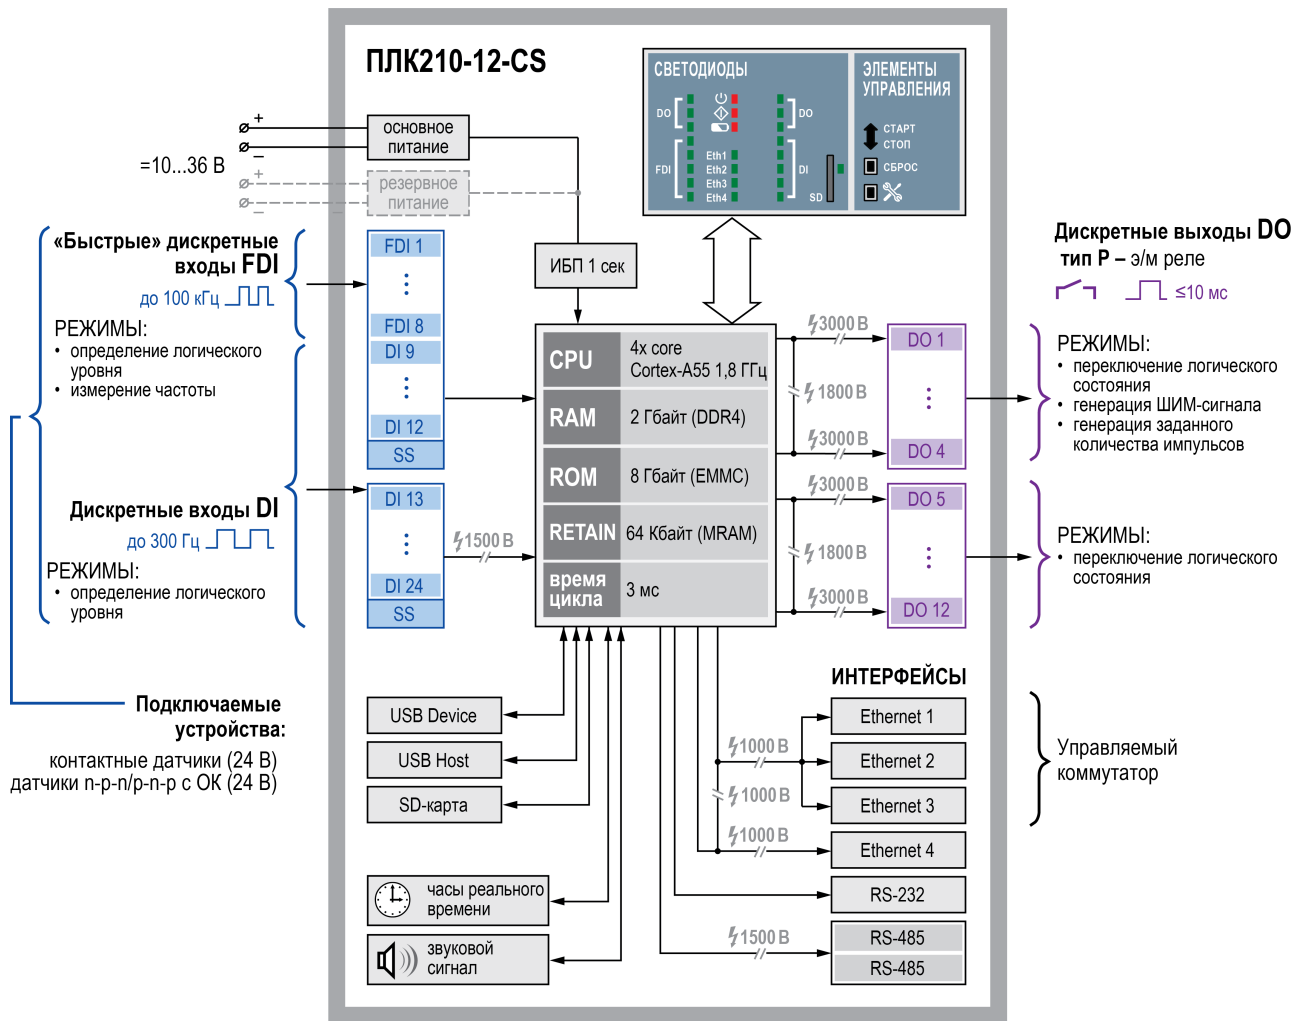 ПЛК210-12-CS
СВЕТОДИОДЫ
DO
DO
FDI
Eth1
Eth2
Eth3
Eth4
DI
SD
ЭЛЕМЕНТЫ
УПРАВЛЕНИЯ
СТАРТ
СТОП
СБРОС
+
–
=10...36 В
+
–
основное
питание
резервное
питание
ИБП 1 сек
«Быстрые» дискретные
входы FDI
до 100 кГц
РЕЖИМЫ:
• определение логического
уровня
• измерение частоты
Дискретные входы DI
до 300 Гц
РЕЖИМЫ:
• определение логического
уровня
Подключаемые
устройства:
контактные датчики (24 В)
датчики n-p-n/p-n-p с ОК (24 В)
FDI 1
FDI 8
DI 9
DI 12
SS
DI 13
DI 24
SS
1500 В
CPU
4x core
Cortex-A55 1,8 ГГц
RAM
2 Гбайт (DDR4)
ROM
8 Гбайт (EMMC)
RETAIN
64 Кбайт (MRAM)
время
цикла
3 мс
3000 В
1800 В
3000 В
3000 В
1800 В
3000 В
DO 1
DO 4
DO 5
DO 12
Дискретные выходы DO
тип Р – э/м реле
≤10 мс
РЕЖИМЫ:
• переключение логического
состояния
• генерация ШИМ-сигнала
• генерация заданного
количества импульсов
РЕЖИМЫ:
• переключение логического
состояния
USB Device
USB Host
SD-карта
часы реального
времени
звуковой
сигнал
ИНТЕРФЕЙСЫ
1000 В
1000 В
1000 В
1500 В
Ethernet 1
Ethernet 2
Ethernet 3
Ethernet 4
RS-232
RS-485
RS-485
Управляемый
коммутатор